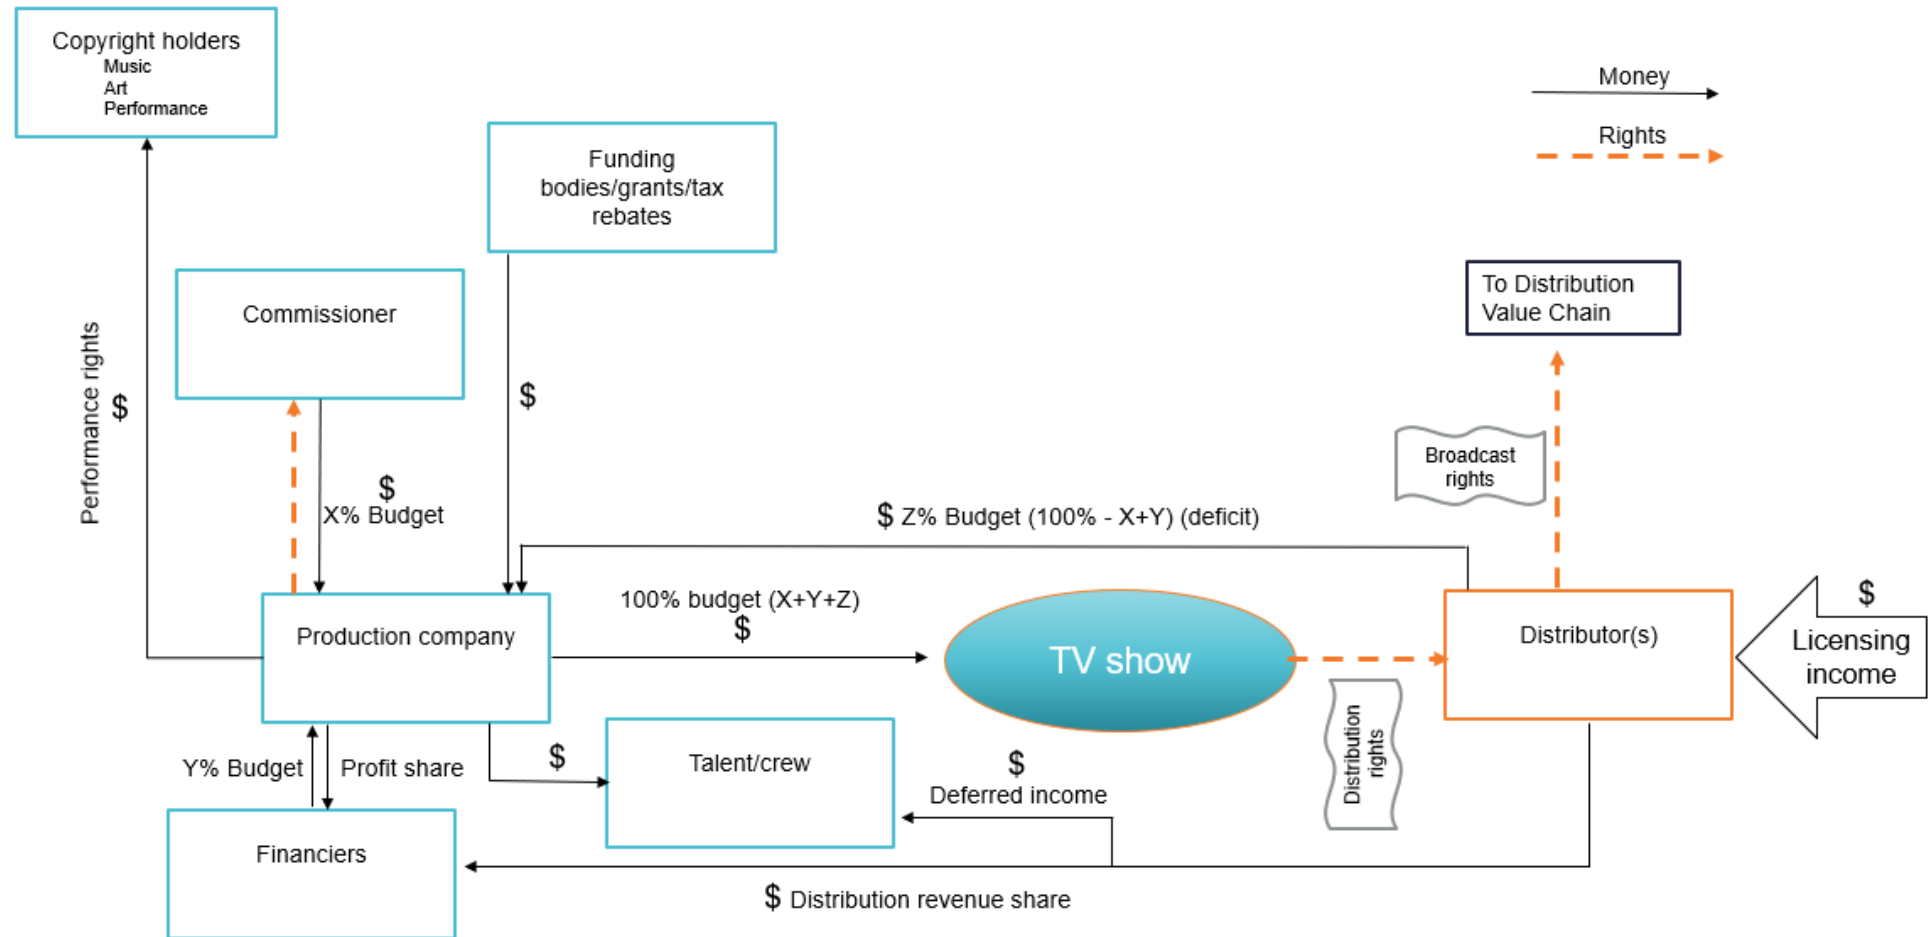 Copyright holders
Music
Art
Performance
Money
Rights
Funding
bodies/grants/tax
rebates
Commissioner
To Distribution
Value Chain
Performance rights
$
$
$
X% Budget
Broadcast
rights
$ Z% Budget (100% - X+Y) (deficit)
100% budget (X+Y+Z)
$
Production company
TV show
Distributor(s)
$
Licensing
income
Distribution
rights
Y% Budget
Profit share
$
Talent/crew
$
Deferred income
Financiers
$ Distribution revenue share